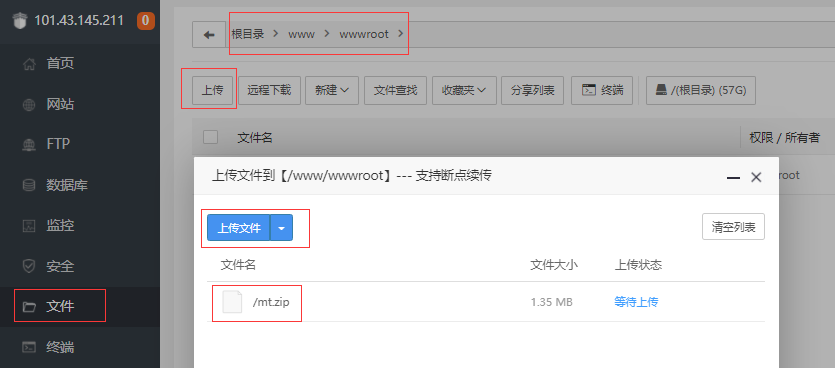 101.43.145.211 0
首页
网站
FTP
数据库
监控
安全
文件
终端
根目录 > www > wwwroot >
上传 远程下载 新建 文件查找 收藏夹 分享列表 终端 /(根目录) (57G)
文件名 权限 / 所有者
root
上传文件到【/www/wwwroot】--- 支持断点续传
上传文件 清空列表
文件名 文件大小 上传状态
/mt.zip 1.35 MB 等待上传